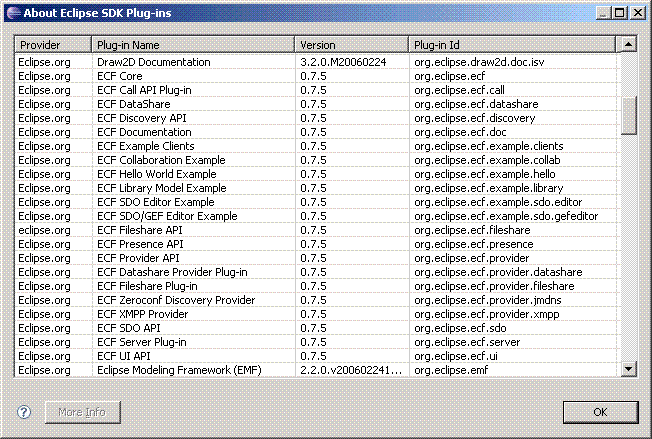 About Eclipse SDK Plug-ins
Provider Plug-in Name Version Plug-in Id
Eclipse.org Draw2D Documentation 3.2.0.M20060224 org.eclipse.draw2d.doc.isv
Eclipse.org ECF Core 0.7.5 org.eclipse.ecf
Eclipse.org ECF Call API Plug-in 0.7.5 org.eclipse.ecf.call
Eclipse.org ECF DataShare 0.7.5 org.eclipse.ecf.datashare
Eclipse.org ECF Discovery API 0.7.5 org.eclipse.ecf.discovery
Eclipse.org ECF Documentation 0.7.5 org.eclipse.ecf.doc
Eclipse.org ECF Example Clients 0.7.5 org.eclipse.ecf.example.clients
Eclipse.org ECF Collaboration Example 0.7.5 org.eclipse.ecf.example.collab
Eclipse.org ECF Hello World Example 0.7.5 org.eclipse.ecf.example.hello
Eclipse.org ECF Library Model Example 0.7.5 org.eclipse.ecf.example.library
Eclipse.org ECF SDO Editor Example 0.7.5 org.eclipse.ecf.example.sdo.editor
Eclipse.org ECF SDO/GEF Editor Example 0.7.5 org.eclipse.ecf.example.sdo.gefeditor
eclipse.org ECF Fileshare API 0.7.5 org.eclipse.ecf.fileshare
Eclipse.org ECF Presence API 0.7.5 org.eclipse.ecf.presence
Eclipse.org ECF Provider API 0.7.5 org.eclipse.ecf.provider
Eclipse.org ECF Datashare Provider Plug-in 0.7.5 org.eclipse.ecf.provider.datashare
Eclipse.org ECF Fileshare Plug-in 0.7.5 org.eclipse.ecf.provider.fileshare
Eclipse.org ECF Zeroconf Discovery Provider 0.7.5 org.eclipse.ecf.provider.jmdns
Eclipse.org ECF XMPP Provider 0.7.5 org.eclipse.ecf.provider.xmpp
Eclipse.org ECF SDO API 0.7.5 org.eclipse.ecf.sdo
Eclipse.org ECF Server Plug-in 0.7.5 org.eclipse.ecf.server
Eclipse.org ECF UI API 0.7.5 org.eclipse.ecf.ui
Eclipse.org Eclipse Modeling Framework (EMF) 2.2.0.v200602241... org.eclipse.emf
? More Info OK